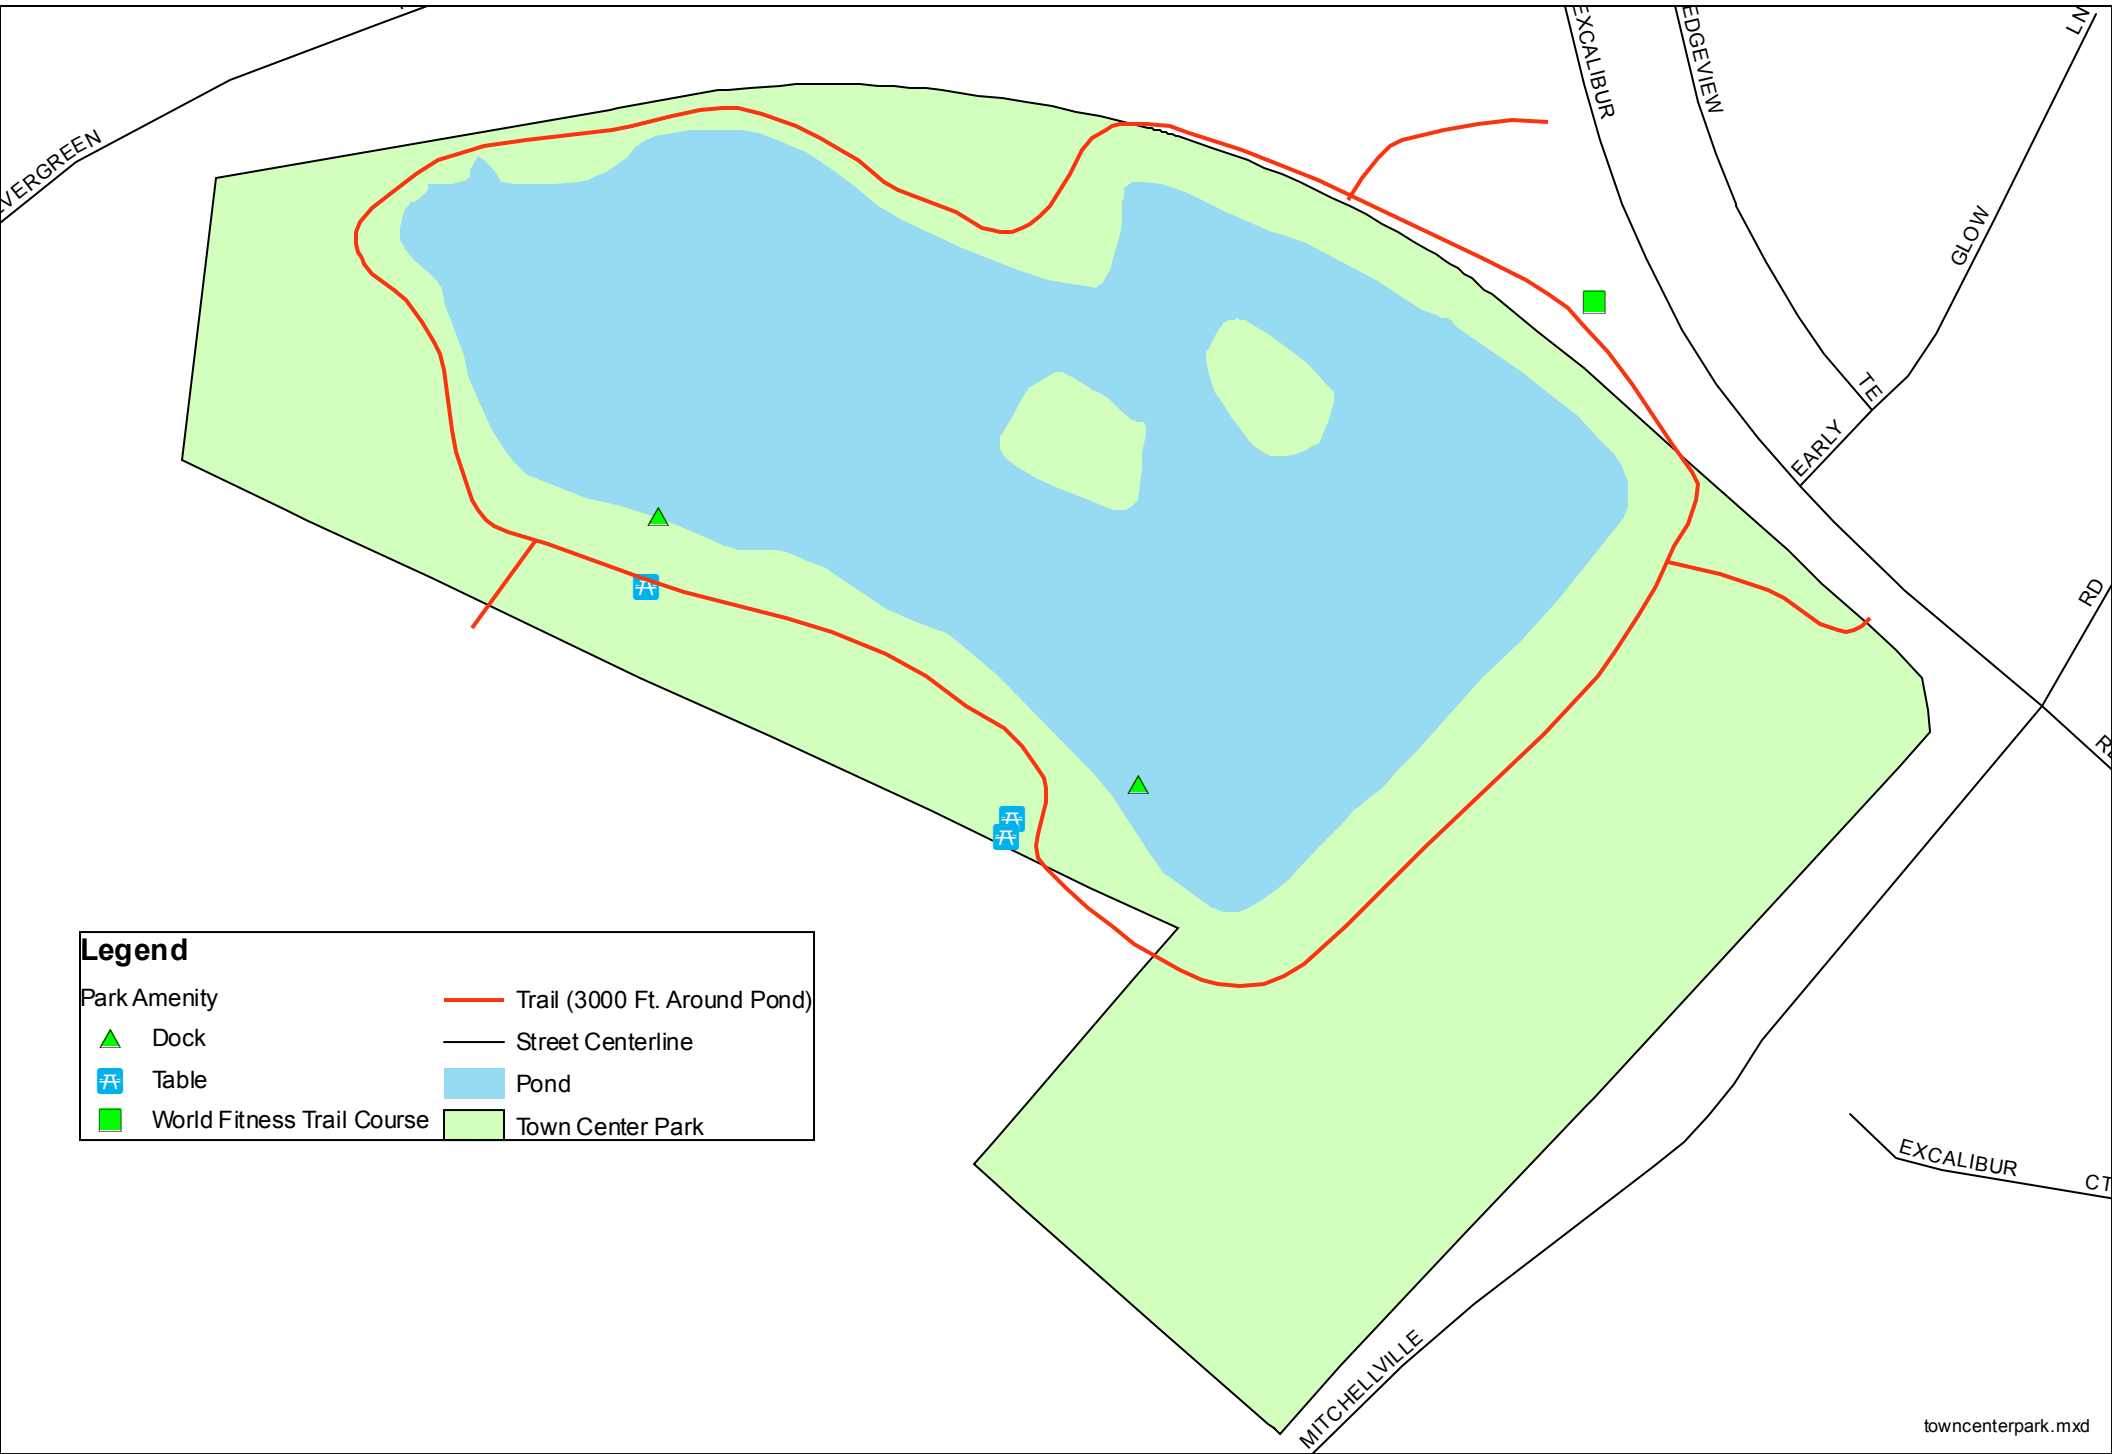 EXCALIBUR
EDGEVIEW
TE
LN
GLOW
EARLY
RD
Legend
Park Amenity
Dock
Table
World Fitness Trail Course
Trail (3000 Ft. Around Pond)
Street Centerline
Pond
Town Center Park
EXCALIBUR
CT
MITCHELLVILLE
towncenterpark.mxd